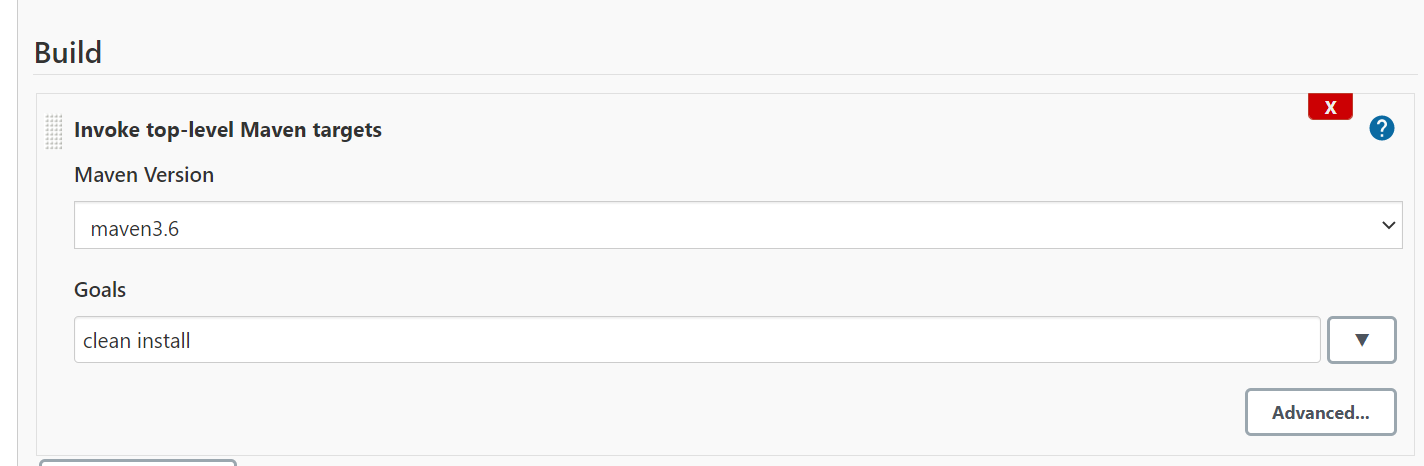 Build
X
Invoke top-level Maven targets
?
Maven Version
maven3.6
Goals
clean install
▼
Advanced...